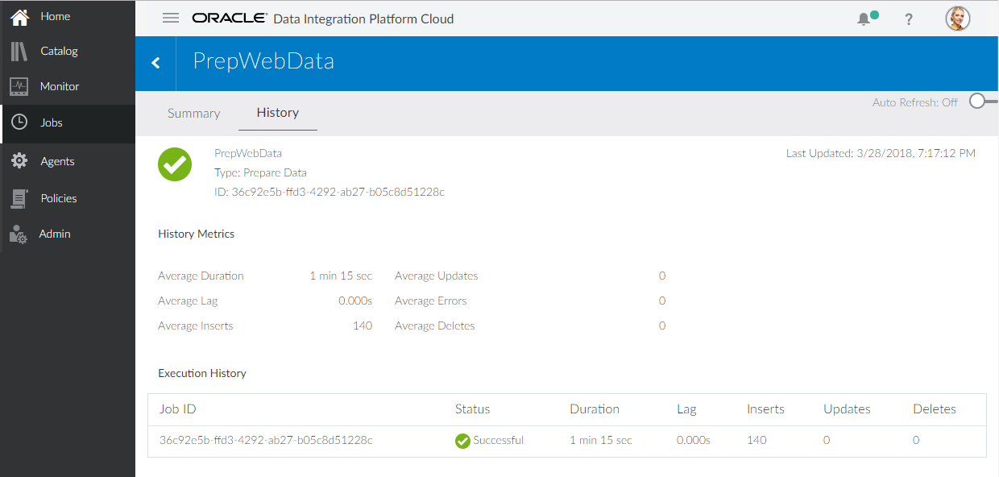 Home
Catalog
Monitor
Jobs
Agents
Policies
Admin
ORACLE® Data Integration Platform Cloud ?
PrepWebData
Summary History Auto Refresh: Off
PrepWebData Last Updated: 3/28/2018, 7:17:12 PM
Type: Prepare Data
ID: 36c92e5b-ffd3-4292-ab27-b05c8d51228c
History Metrics
Average Duration 1 min 15 sec Average Updates 0
Average Lag 0.000s Average Errors 0
Average Inserts 140 Average Deletes 0
Execution History
Job ID Status Duration Lag Inserts Updates Deletes
36c92e5b-ffd3-4292-ab27-b05c8d51228c Successful 1 min 15 sec 0.000s 140 0 0